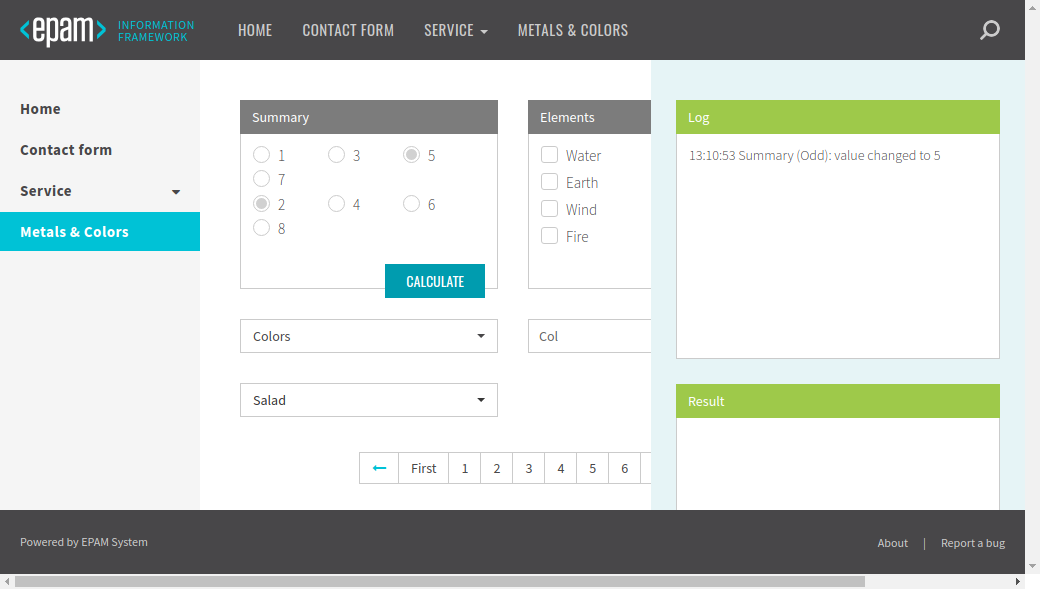 <epam> INFORMATION FRAMEWORK
HOME CONTACT FORM SERVICE METALS & COLORS
Home
Contact form
Service
Metals & Colors
Summary
1 3 5
7
2 4 6
8
CALCULATE
Elements
Water
Earth
Wind
Fire
Colors
Col
Salad
First 1 2 3 4 5 6
Log
13:10:53 Summary (Odd): value changed to 5
Result
Powered by EPAM System
About | Report a bug